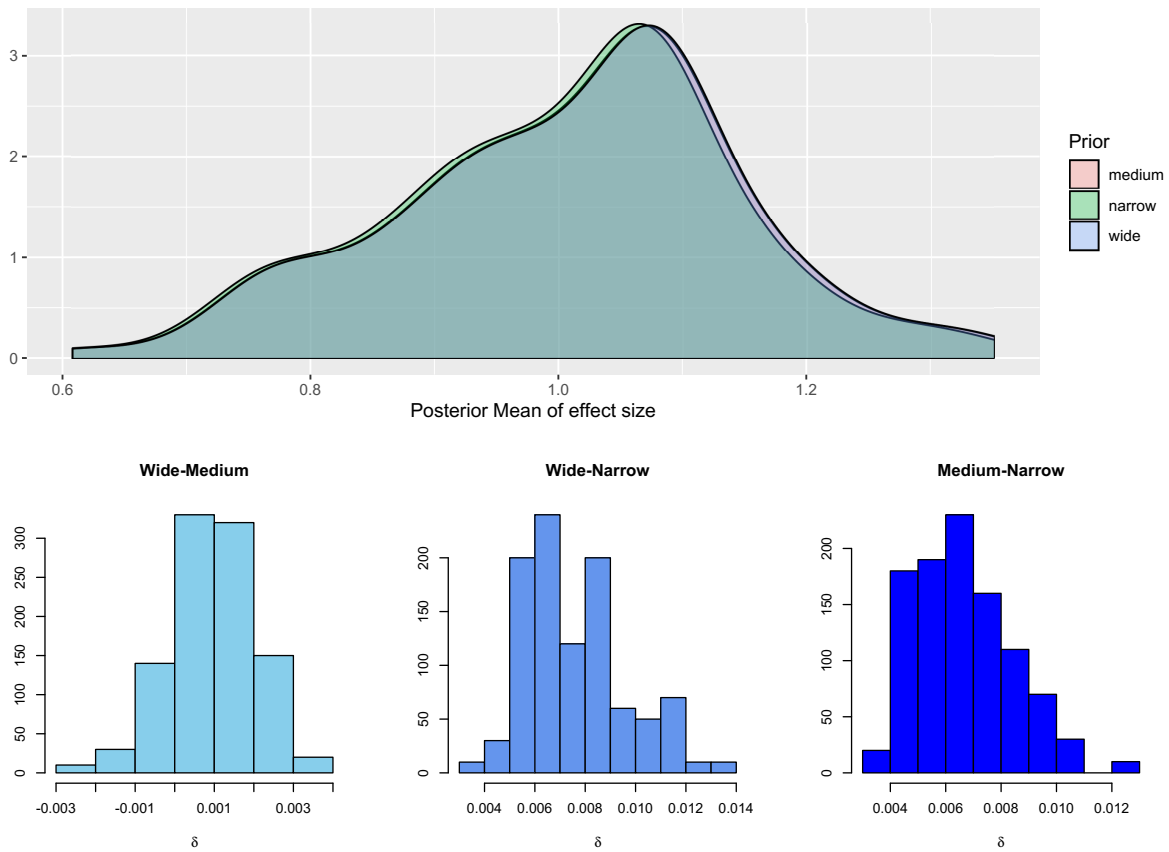 3
2
1
0
0.6 0.8 1.0 1.2
Posterior Mean of effect size
Prior
medium
narrow
wide
Wide-Medium
300
250
200
150
100
50
0
-0.003 -0.001 0.001 0.003
δ
Wide-Narrow
200
150
100
50
0
0.004 0.006 0.008 0.010 0.012 0.014
δ
Medium-Narrow
200
150
100
50
0
0.004 0.006 0.008 0.010 0.012
δ